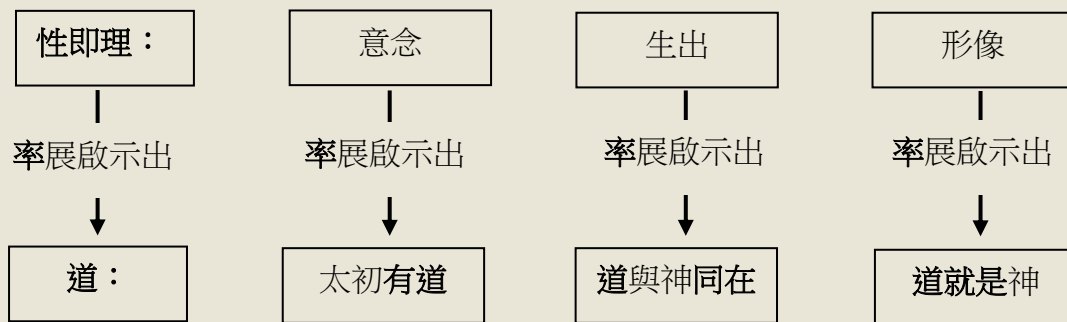 性即理： 意念 生出 形像
率展啟示出 率展啟示出 率展啟示出 率展啟示出
道： 太初有道 道與神同在 道就是神